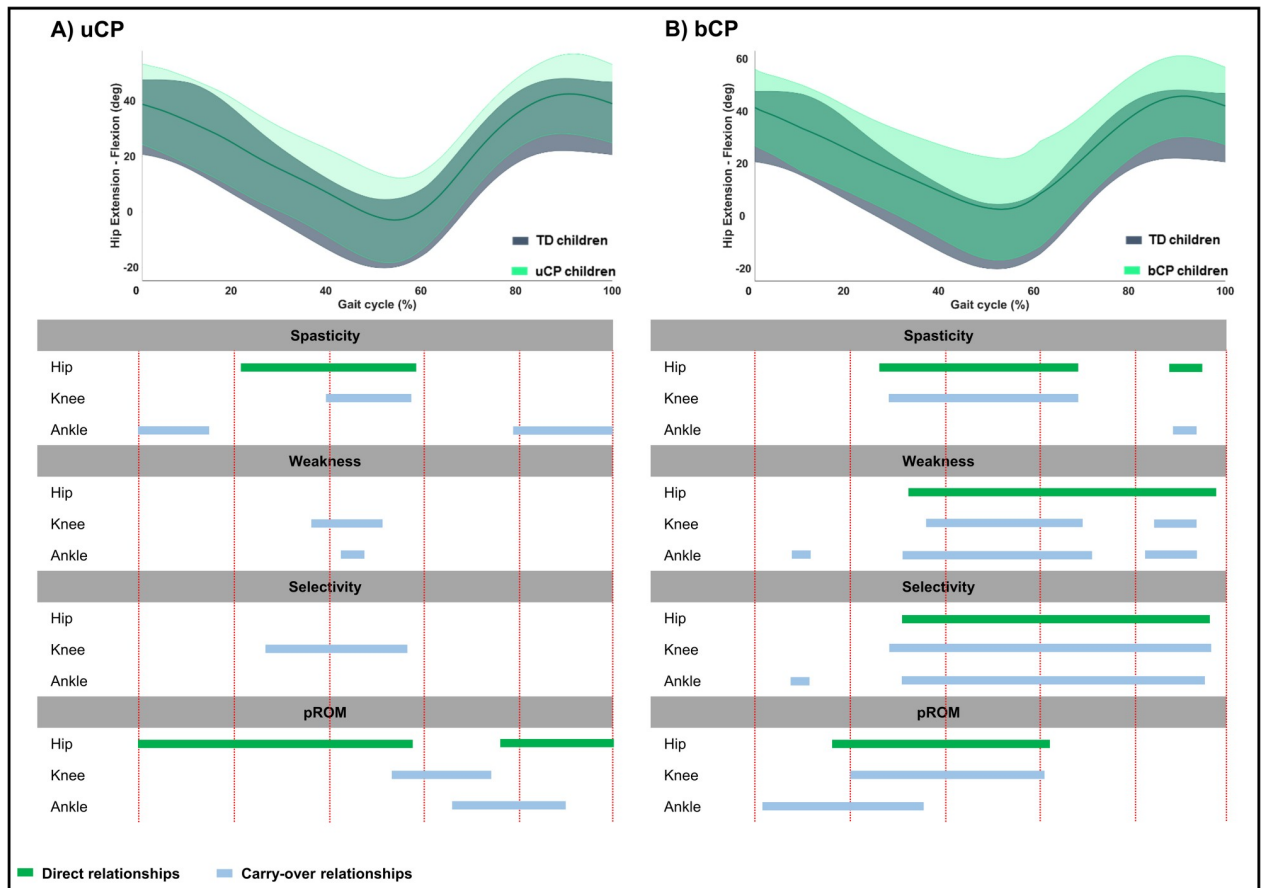 A) uCP
Hip Extension - Flexion (deg)
40
20
0
-20
0
20
40
60
80
100
Gait cycle (%)
TD children
uCP children
Spasticity
Hip
Knee
Ankle
Weakness
Hip
Knee
Ankle
Selectivity
Hip
Knee
Ankle
pROM
Hip
Knee
Ankle
B) bCP
Hip Extension - Flexion (deg)
60
40
20
0
-20
0
20
40
60
80
100
Gait cycle (%)
TD children
bCP children
Spasticity
Hip
Knee
Ankle
Weakness
Hip
Knee
Ankle
Selectivity
Hip
Knee
Ankle
pROM
Hip
Knee
Ankle
Direct relationships
Carry-over relationships